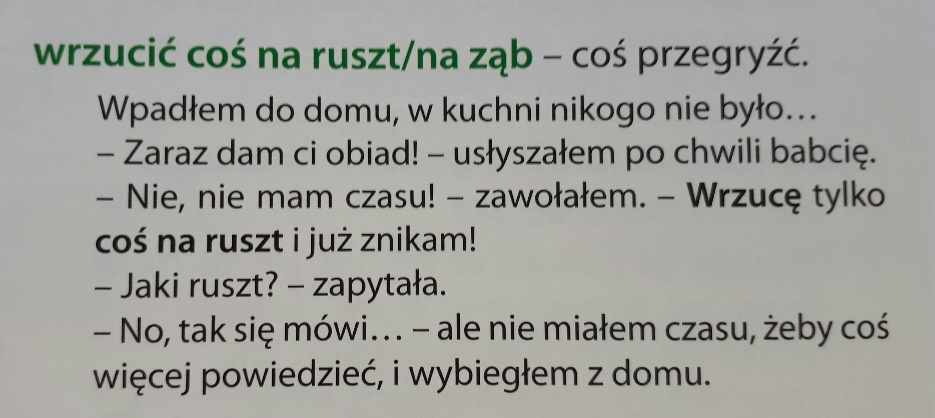 wrzucić coś na ruszt/na ząb – coś przegryźć.
Wpadłem do domu, w kuchni nikogo nie było…
– Zaraz dam ci obiad! – usłyszałem po chwili babcię.
– Nie, nie mam czasu! – zawołałem. – Wrzucę tylko
coś na ruszt i już znikam!
– Jaki ruszt? – zapytała.
– No, tak się mówi… – ale nie miałem czasu, żeby coś
więcej powiedzieć, i wybiegłem z domu.